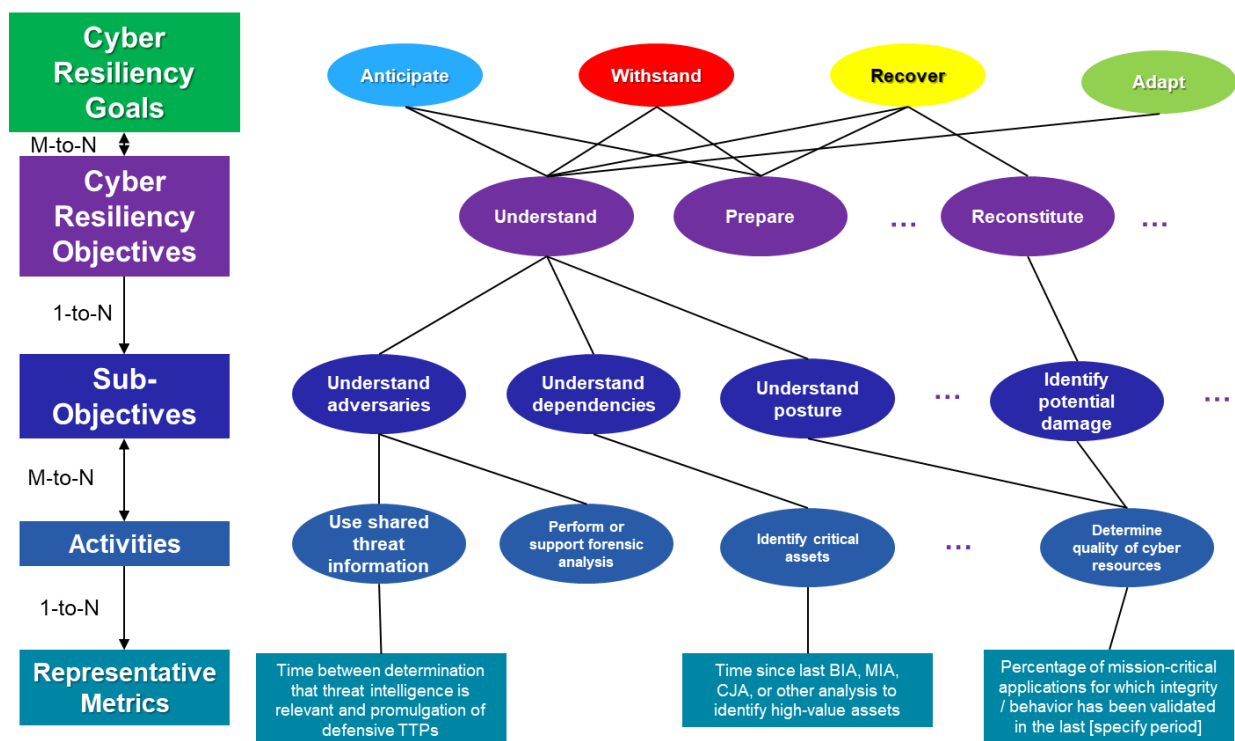 Cyber
Resiliency
Goals
Anticipate
Withstand
Recover
Adapt
M-to-N
Cyber
Resiliency
Objectives
Understand
Prepare
...
Reconstitute
...
1-to-N
Sub-
Objectives
Understand
adversaries
Understand
dependencies
Understand
posture
...
Identify
potential
damage
...
M-to-N
Activities
Use shared
threat
information
Perform or
support forensic
analysis
Identify critical
assets
...
Determine
quality of cyber
resources
1-to-N
Representative
Metrics
Time between determination
that threat intelligence is
relevant and promulgation of
defensive TTPs
Time since last BIA, MIA,
CJA, or other analysis to
identify high-value assets
Percentage of mission-critical
applications for which integrity
/ behavior has been validated
in the last [specify period]